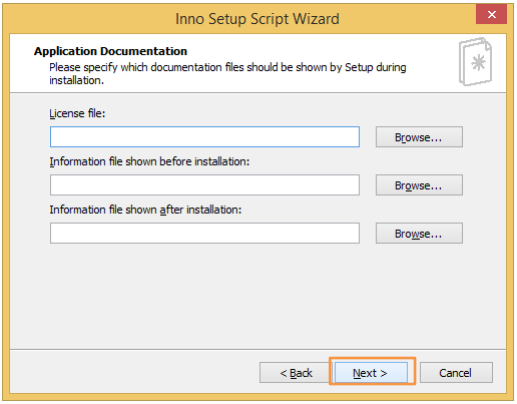 Inno Setup Script Wizard
Application Documentation
Please specify which documentation files should be shown by Setup during
installation.
License file:
Browse...
Information file shown before installation:
Browse...
Information file shown after installation:
Browse...
< Back
Next >
Cancel